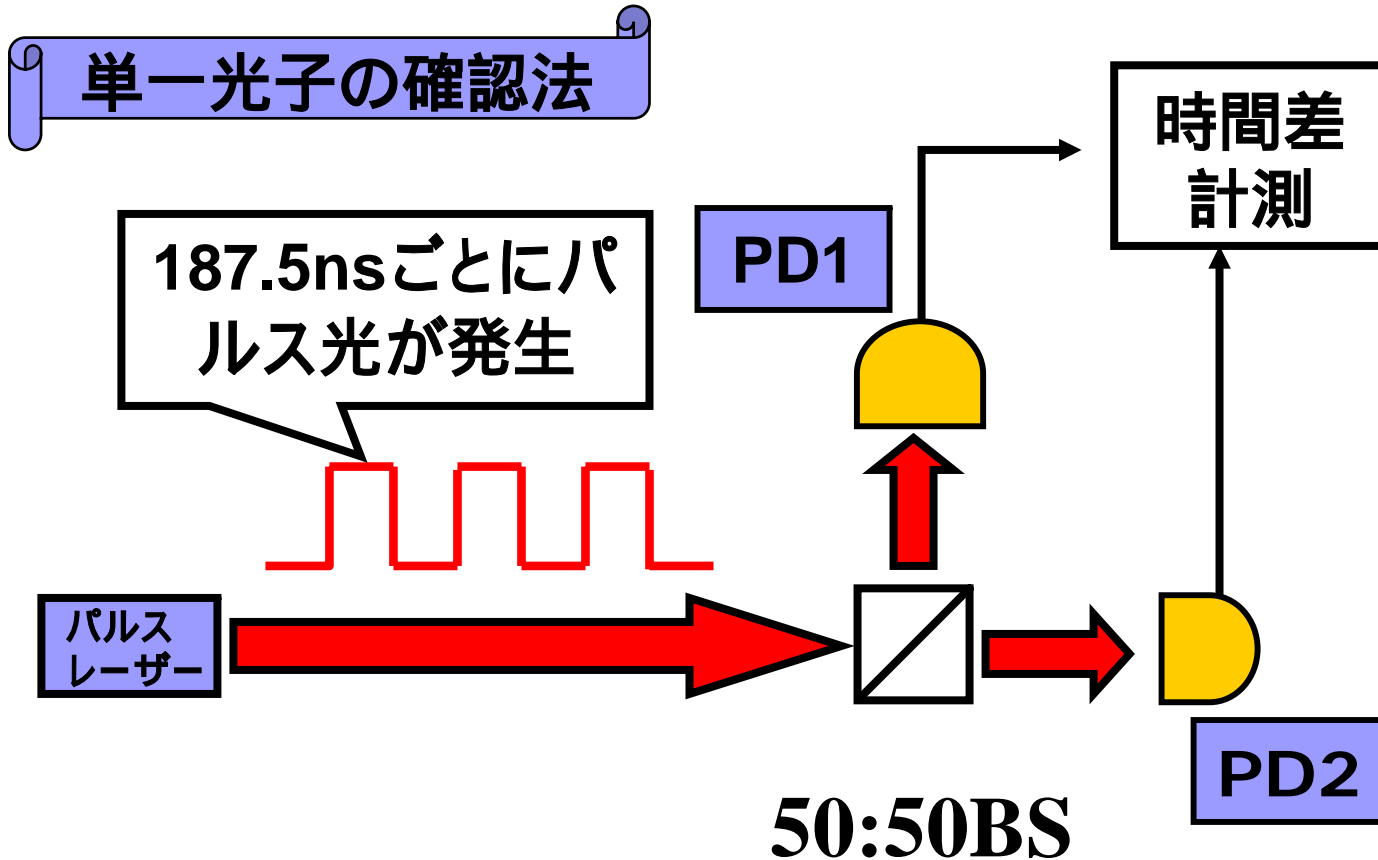 単一光子の確認法
時間差
計測
PD1
187.5nsごとにパ
ルス光が発生
パルス
レーザー
PD2
50:50BS